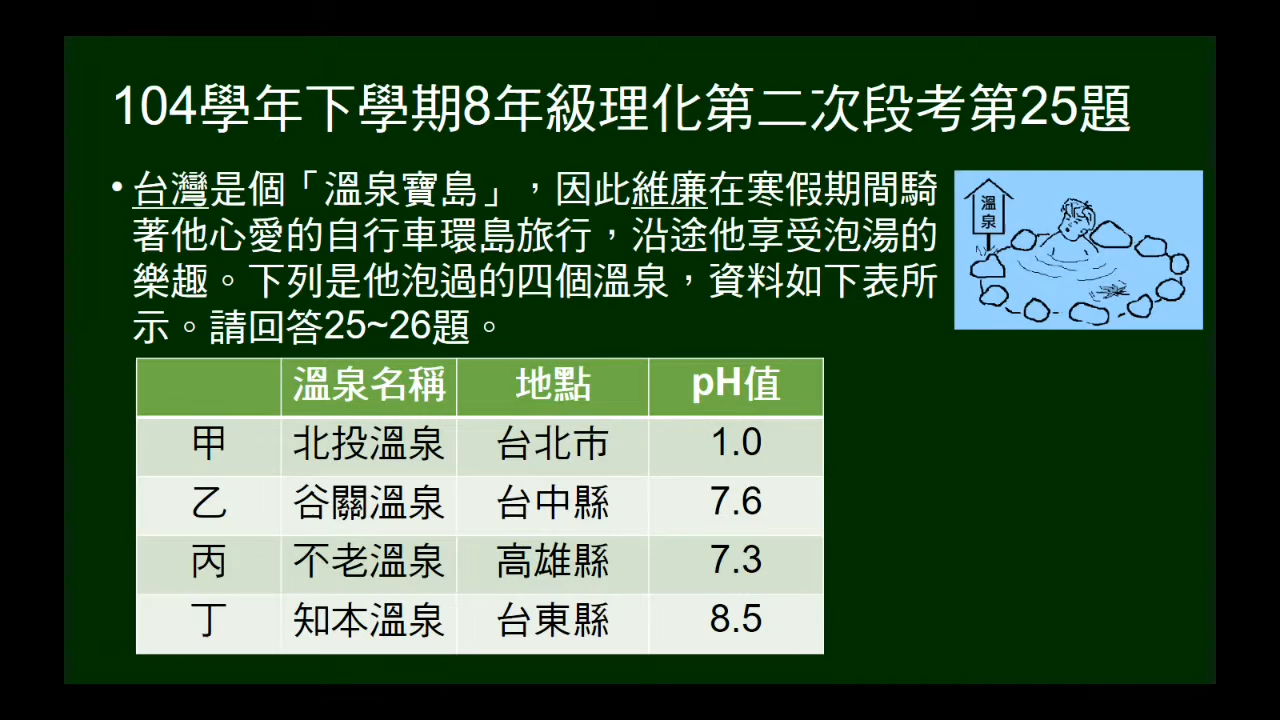 104學年下學期8年級理化第二次段考第25題
• 台灣是個「溫泉寶島」，因此維廉在寒假期間騎
著他心愛的自行車環島旅行，沿途他享受泡湯的
樂趣。下列是他泡過的四個溫泉，資料如下表所
示。請回答25~26題。
溫泉
溫泉名稱 地點 pH值
甲 北投溫泉 台北市 1.0
乙 谷關溫泉 台中縣 7.6
丙 不老溫泉 高雄縣 7.3
丁 知本溫泉 台東縣 8.5